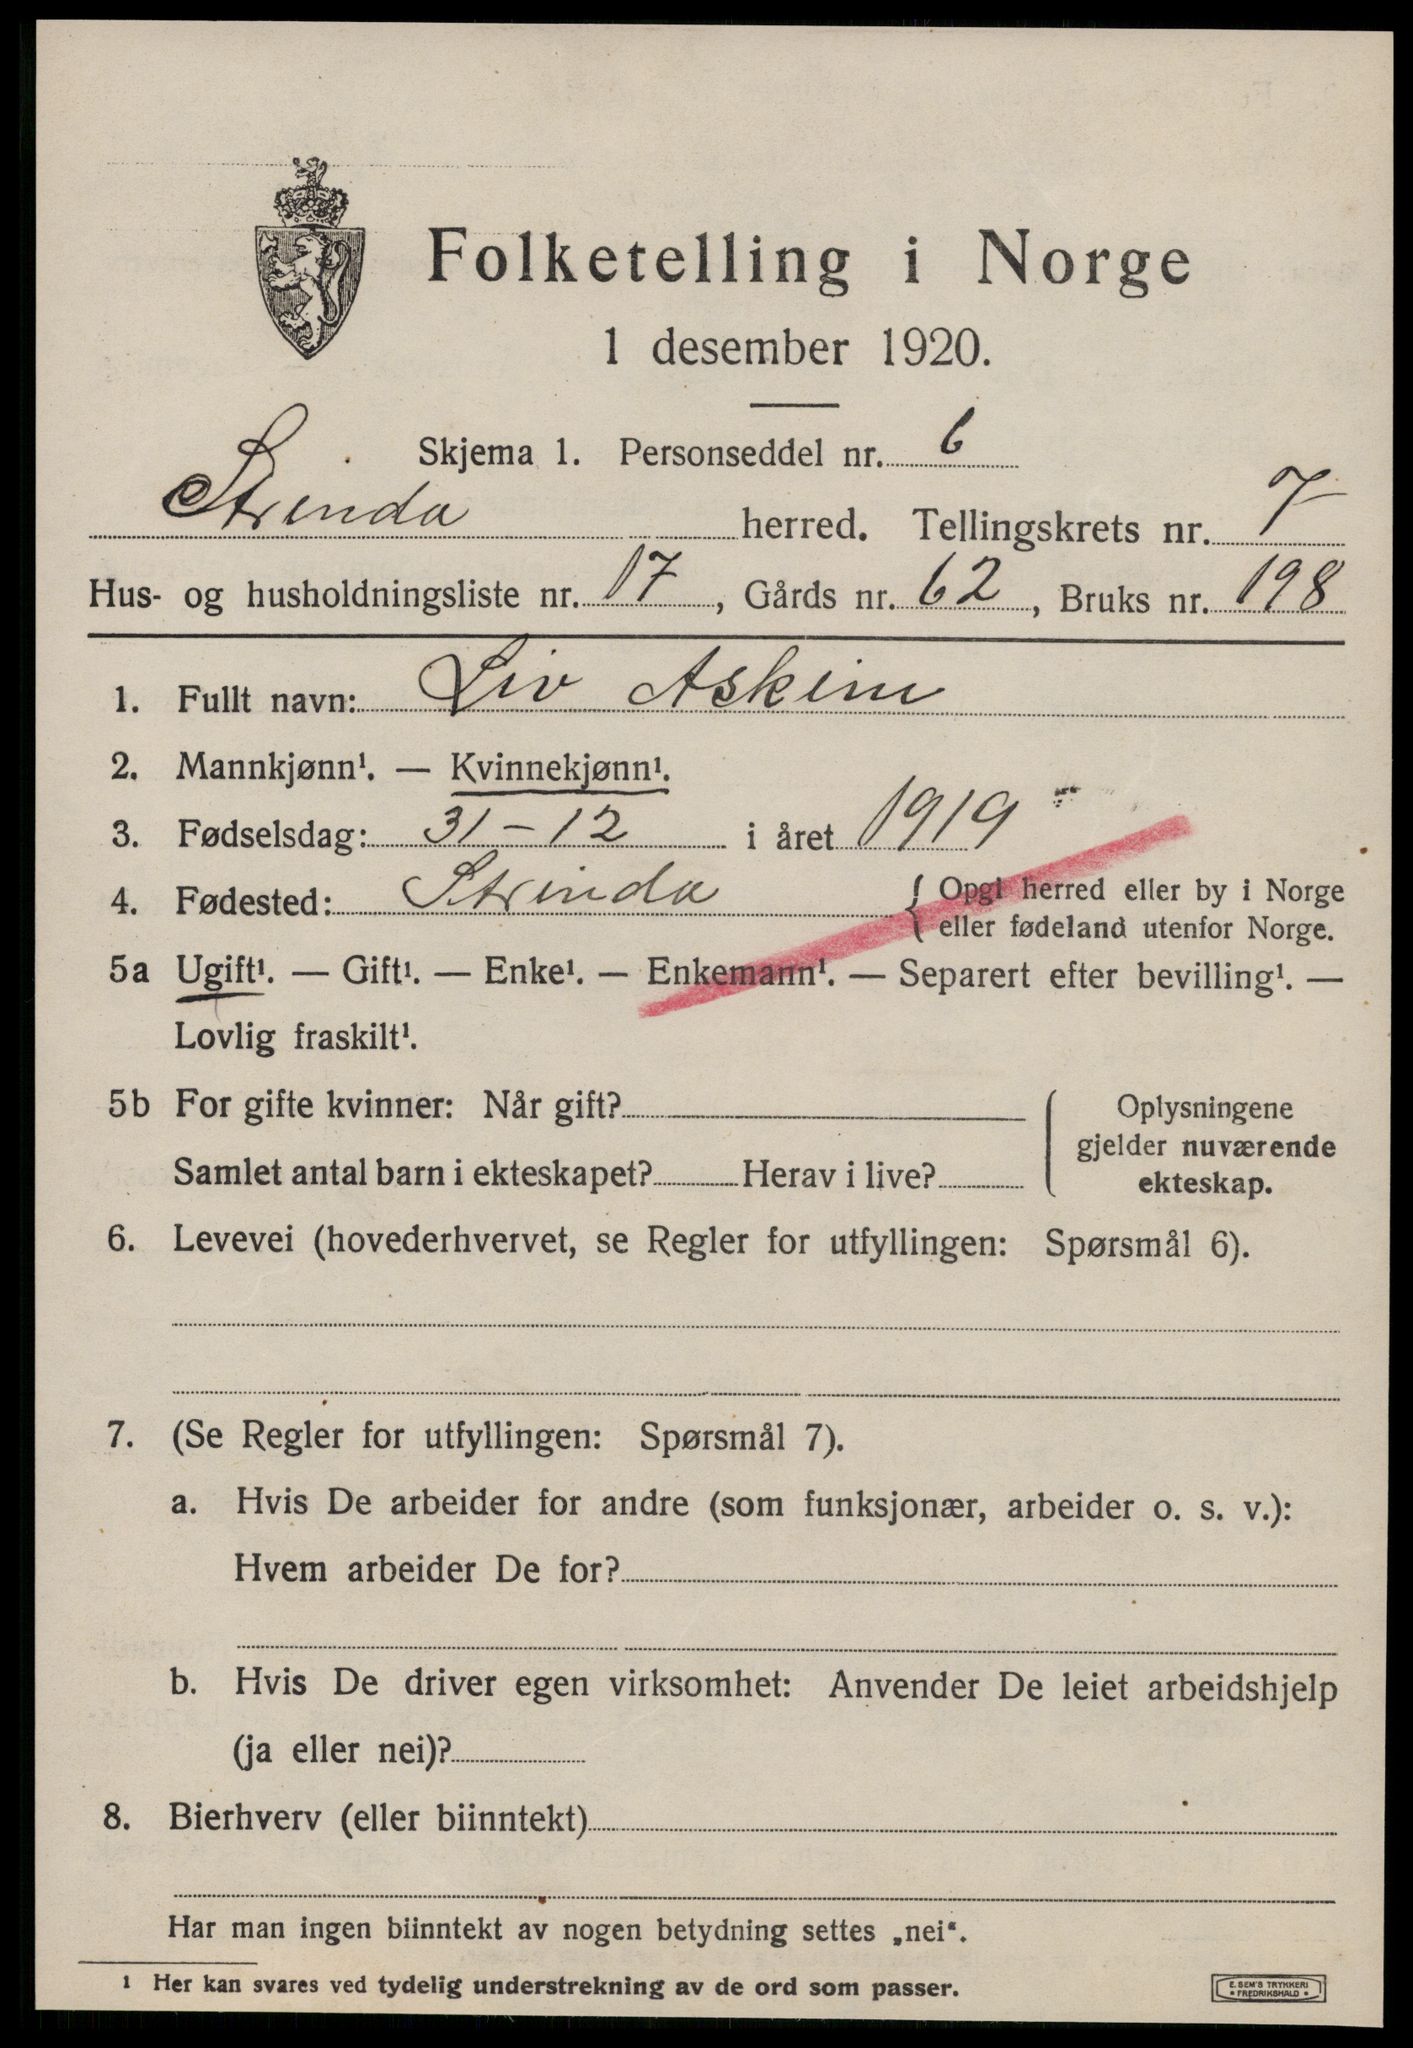 Folketelling i Norge
1 desember 1920.
Skjema 1. Personseddel nr. 6
Strinda herred. Tellingskrets nr. 7
Hus- og husholdningsliste nr. 17, Gårds nr. 62, Bruks nr. 198
1. Fullt navn: Liv Askim
2. Mannkjønn¹. — Kvinnekjønn¹.
3. Fødselsdag: 31-12 i året 1919
4. Fødested: Strinda { Opgi herred eller by i Norge
eller fødeland utenfor Norge.
5a Ugift¹. — Gift¹. — Enke¹. — Enkemann¹. — Separert efter bevilling¹. —
Lovlig fraskilt¹.
5b For gifte kvinner: Når gift? Oplysningene
gjelder nuværende
Samlet antal barn i ekteskapet? Herav i live? ekteskap.
6. Levevei (hovederhvervet, se Regler for utfyllingen: Spørsmål 6).
7. (Se Regler for utfyllingen: Spørsmål 7).
a. Hvis De arbeider for andre (som funksjonær, arbeider o. s. v.):
Hvem arbeider De for?
b. Hvis De driver egen virksomhet: Anvender De leiet arbeidshjelp
(ja eller nei)?
8. Bierhverv (eller biinntekt)
Har man ingen biinntekt av nogen betydning settes „nei“.
1 Her kan svares ved tydelig understrekning av de ord som passer.
E. SEM'S TRYKKERI
• FREDRIKSHALD •